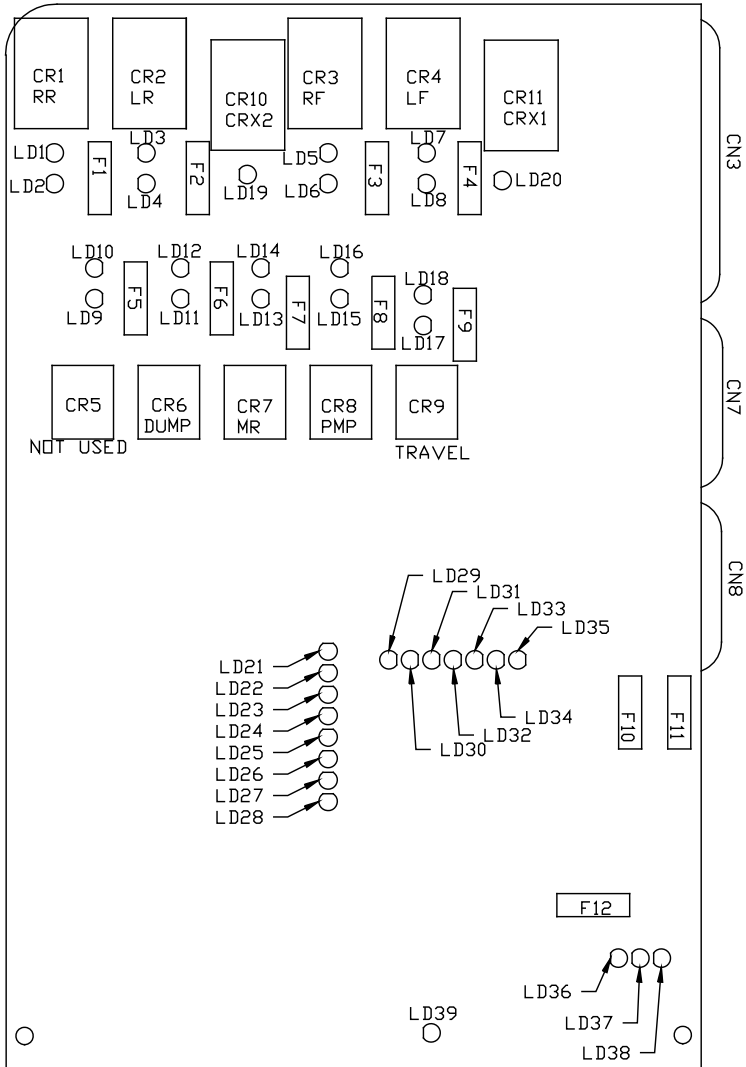 CR1
RR
CR2
LR
CR10
CRX2
CR3
RF
CR4
LF
CR11
CRX1
CN3
LD1
LD2
F1
LD3
LD4
F2
LD19
LD5
LD6
F3
LD7
LD8
F4
LD20
LD10
LD9
F5
LD12
LD11
F6
LD14
LD13
F7
LD16
LD15
F8
LD18
LD17
F9
CN7
CR5
NOT USED
CR6
DUMP
CR7
MR
CR8
PMP
CR9
TRAVEL
CN8
LD29
LD31
LD33
LD35
LD21
LD22
LD23
LD24
LD25
LD26
LD27
LD28
LD34
LD32
LD30
F10
F11
F12
LD36
LD37
LD38
LD39